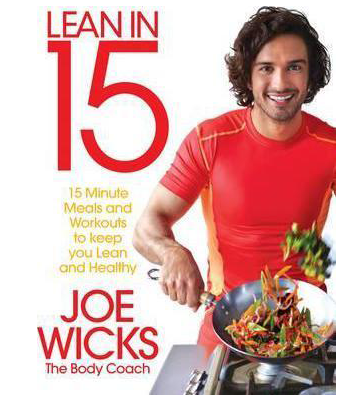 LEAN IN
15
15 Minute
Meals and
Workouts
to keep
you Lean
and Healthy
JOE
WICKS
The Body Coach